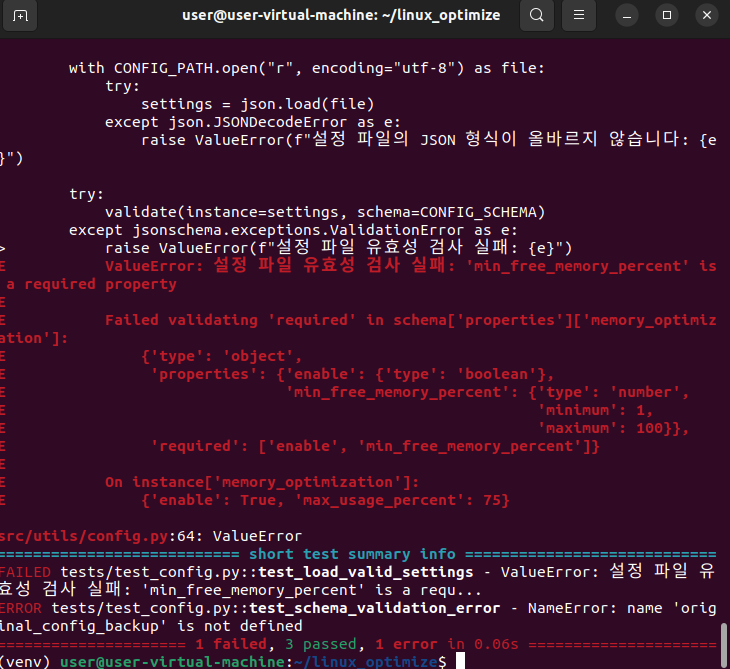 user@user-virtual-machine: ~/linux_optimize
with CONFIG_PATH.open("r", encoding="utf-8") as file:
try:
settings = json.load(file)
except json.JSONDecodeError as e:
raise ValueError(f"설정 파일의 JSON 형식이 올바르지 않습니다: {e
}")
try:
validate(instance=settings, schema=CONFIG_SCHEMA)
except jsonschema.exceptions.ValidationError as e:
> raise ValueError(f"설정 파일 유효성 검사 실패: {e}")
E ValueError: 설정 파일 유효성 검사 실패: 'min_free_memory_percent' is
a required property
E
E Failed validating 'required' in schema['properties']['memory_optimiz
ation']:
E {'type': 'object',
E 'properties': {'enable': {'type': 'boolean'},
E 'min_free_memory_percent': {'type': 'number',
E 'minimum': 1,
E 'maximum': 100}},
E 'required': ['enable', 'min_free_memory_percent']}
E
E On instance['memory_optimization']:
E {'enable': True, 'max_usage_percent': 75}
src/utils/config.py:64: ValueError
=========================== short test summary info ============================
FAILED tests/test_config.py::test_load_valid_settings - ValueError: 설정 파일 유
효성 검사 실패: 'min_free_memory_percent' is a requ...
ERROR tests/test_config.py::test_schema_validation_error - NameError: name 'orig
inal_config_backup' is not defined
===================== 1 failed, 3 passed, 1 error in 0.06s =====================
(venv) user@user-virtual-machine:~/linux_optimize$